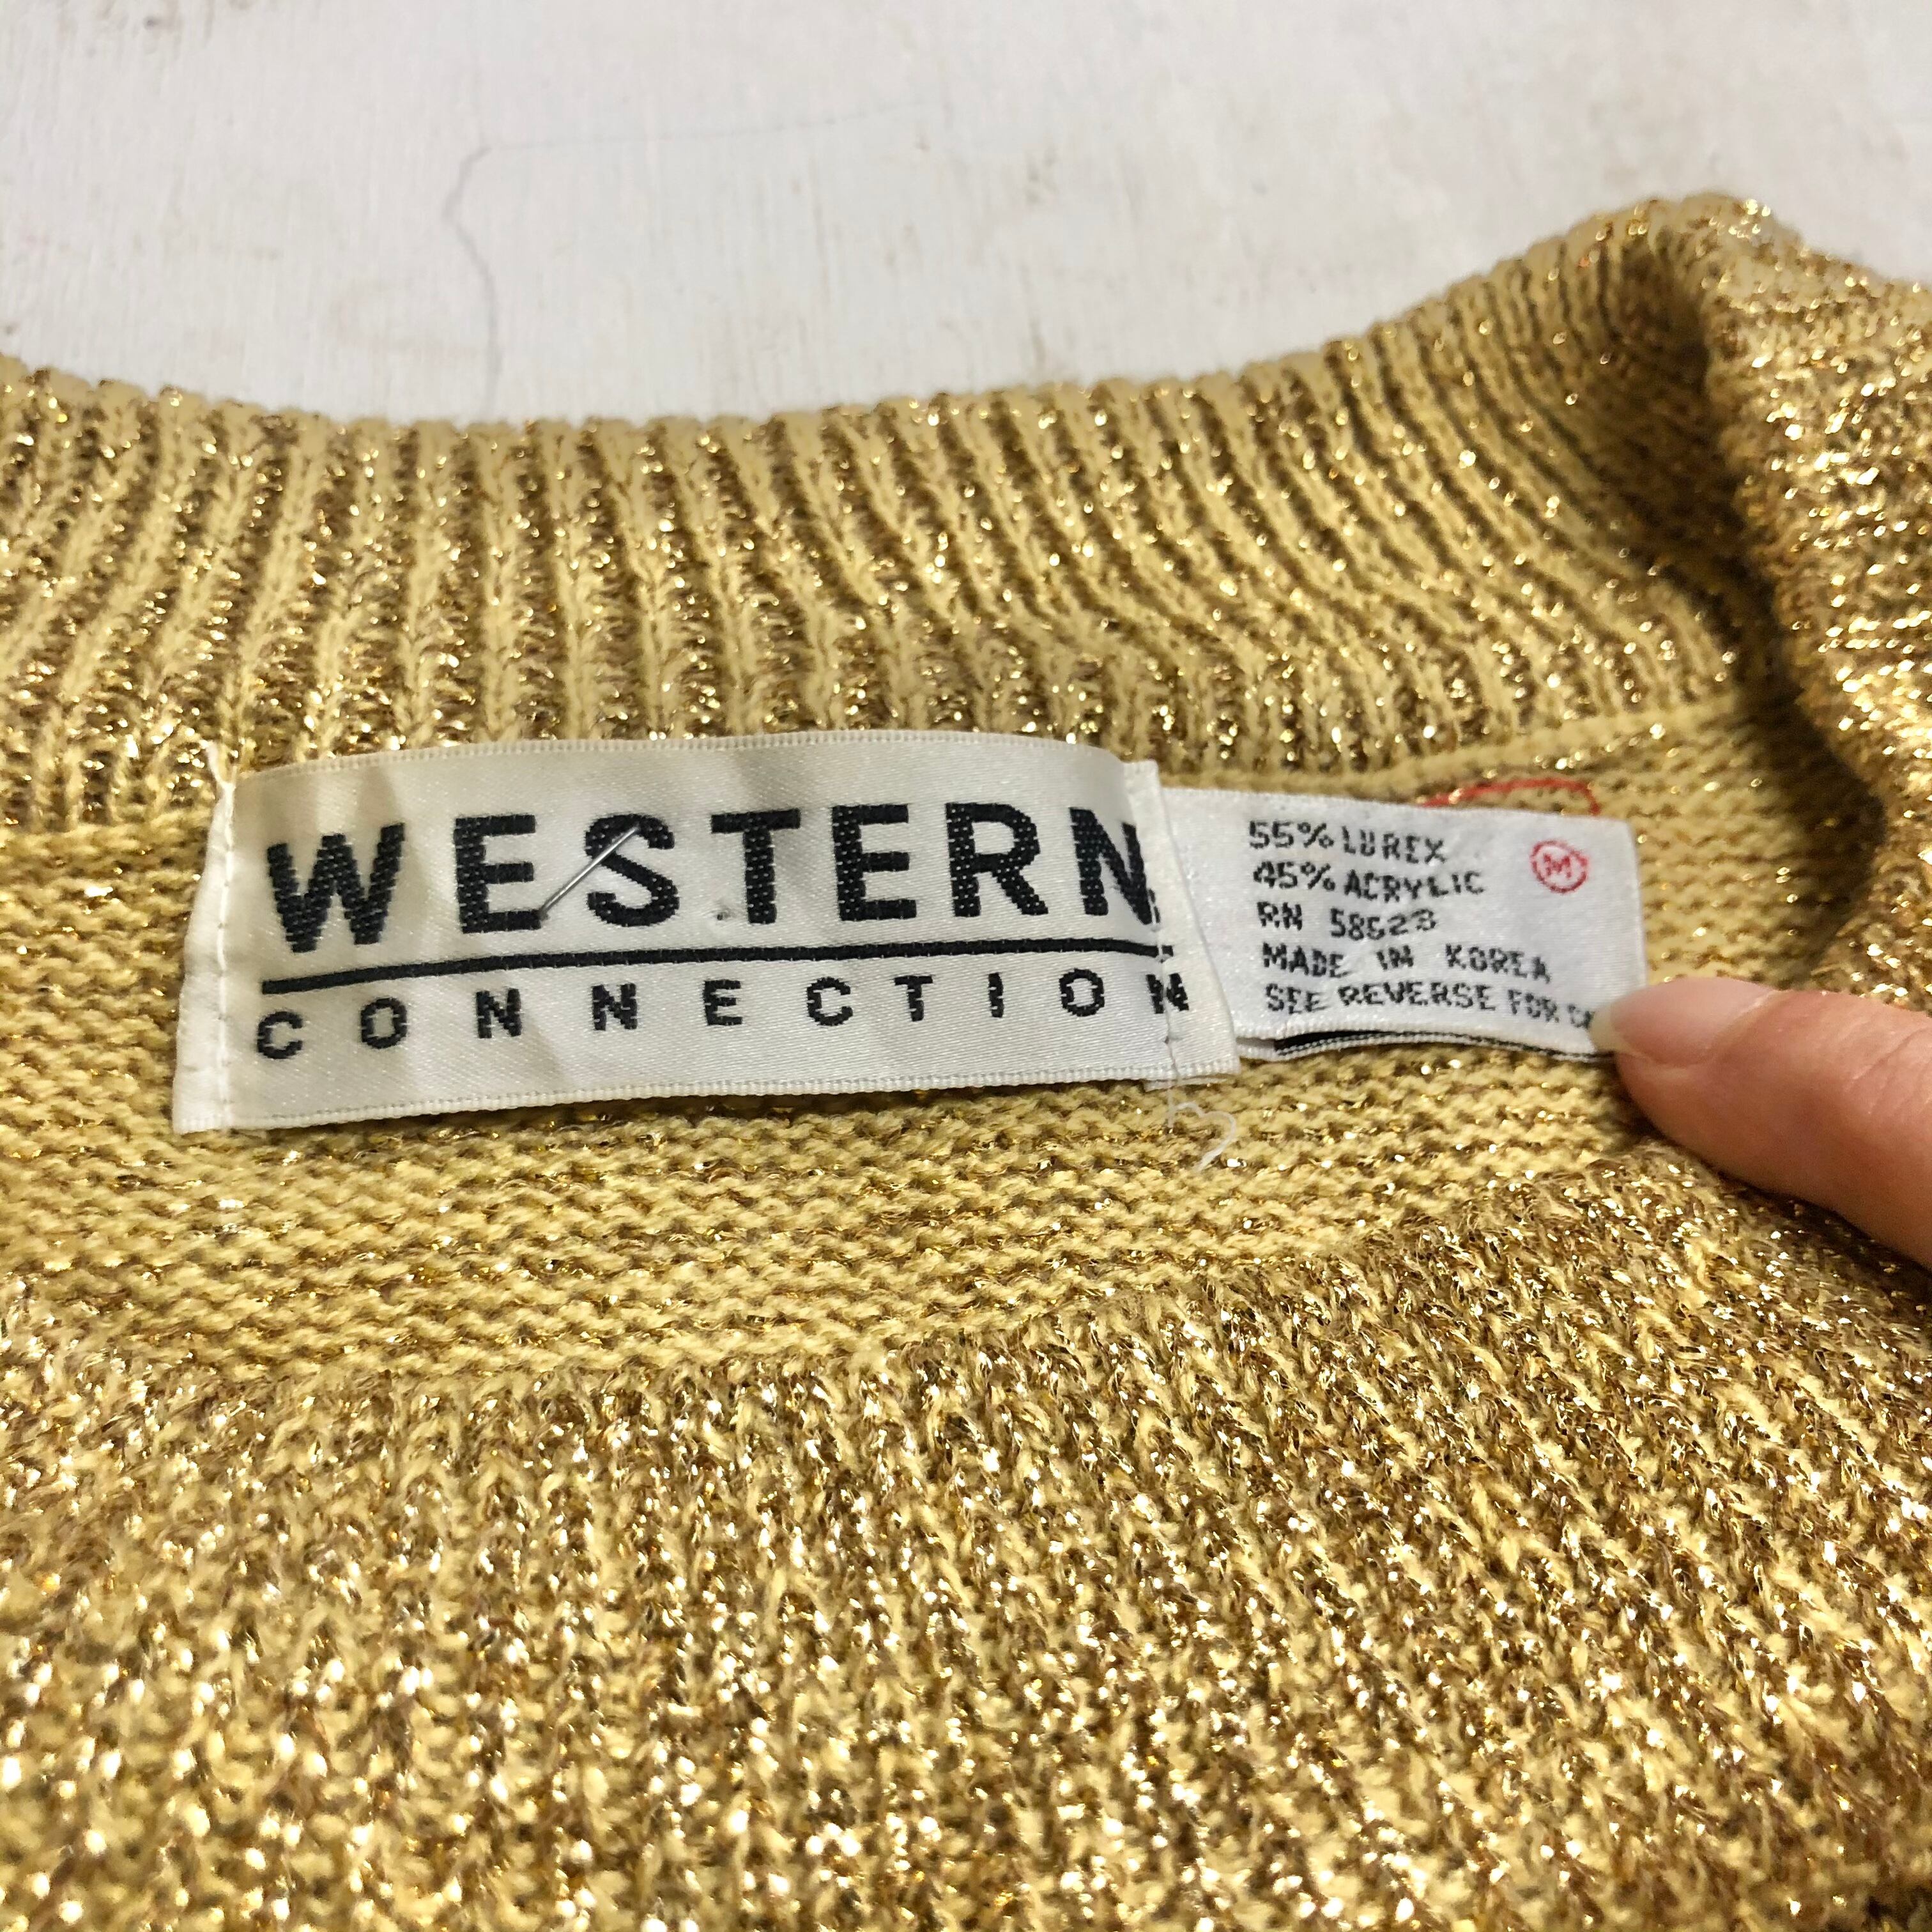 WESTERN
CONNECTION
55% LUREX
45% ACRYLIC
M
RN 58523
MADE IN KOREA
SEE REVERSE FOR